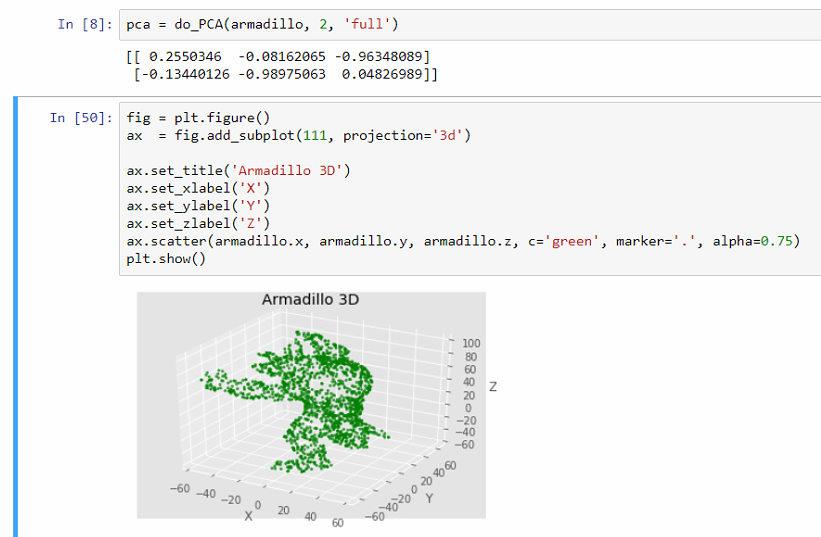 In [8]: pca = do_PCA(armadillo, 2, 'full')
[[ 0.2550346  -0.08162065 -0.96348089]
 [-0.13440126 -0.98975063  0.04826989]]
In [50]: fig = plt.figure()
ax  = fig.add_subplot(111, projection='3d')
ax.set_title('Armadillo 3D')
ax.set_xlabel('X')
ax.set_ylabel('Y')
ax.set_zlabel('Z')
ax.scatter(armadillo.x, armadillo.y, armadillo.z, c='green', marker='.', alpha=0.75)
plt.show()
Armadillo 3D
100
80
60
40
20
0
−20
−40
−60
Z
−60 −40 −20 0 20 40 60
X
−60 −40 −20 0 20 40 60
Y